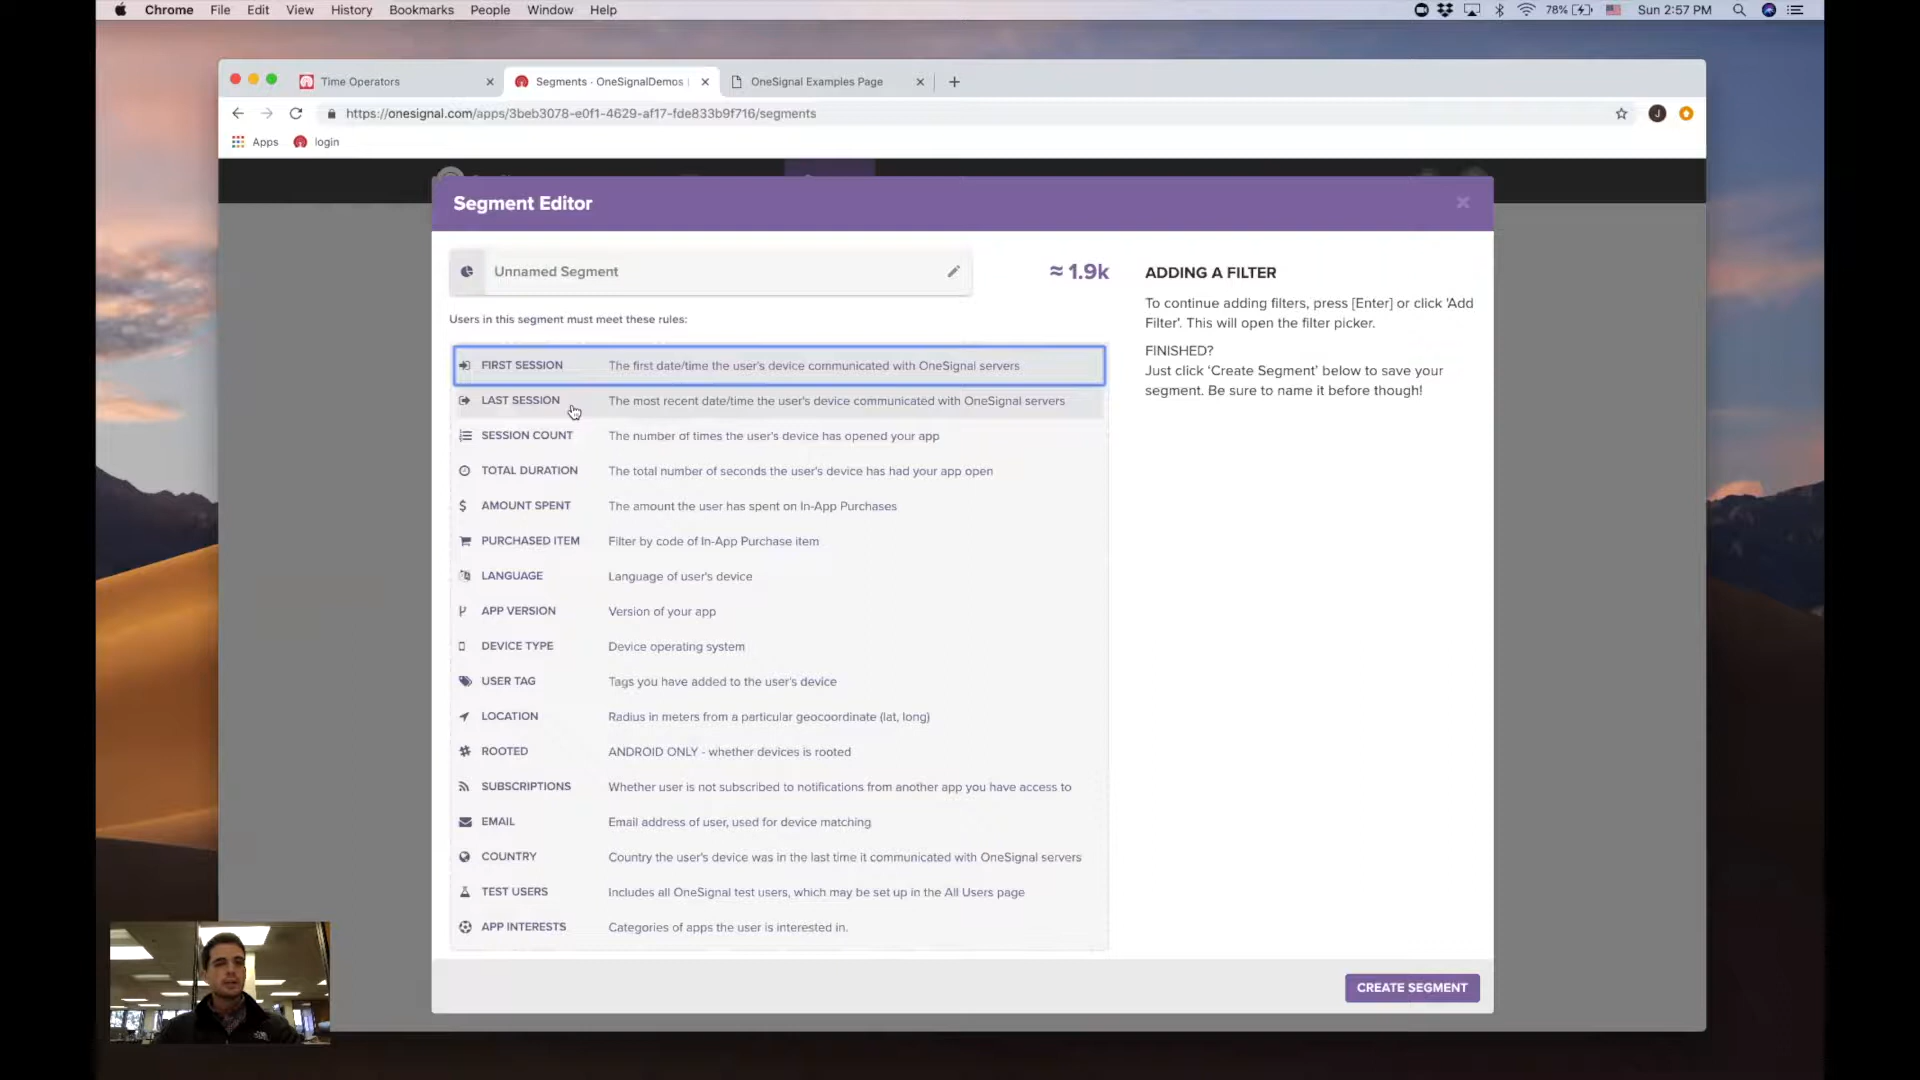 Chrome File Edit View History Bookmarks People Window Help
78% Sun 2:57 PM
Time Operators
Segments · OneSignalDemos |
OneSignal Examples Page
https://onesignal.com/apps/3beb3078-e0f1-4629-af17-fde833b9f716/segments
J
Apps login
Segment Editor
Unnamed Segment
≈ 1.9k
Users in this segment must meet these rules:
FIRST SESSION The first date/time the user's device communicated with OneSignal servers
LAST SESSION The most recent date/time the user's device communicated with OneSignal servers
SESSION COUNT The number of times the user's device has opened your app
TOTAL DURATION The total number of seconds the user's device has had your app open
AMOUNT SPENT The amount the user has spent on In-App Purchases
PURCHASED ITEM Filter by code of In-App Purchase item
LANGUAGE Language of user's device
APP VERSION Version of your app
DEVICE TYPE Device operating system
USER TAG Tags you have added to the user's device
LOCATION Radius in meters from a particular geocoordinate (lat, long)
ROOTED ANDROID ONLY - whether devices is rooted
SUBSCRIPTIONS Whether user is not subscribed to notifications from another app you have access to
EMAIL Email address of user, used for device matching
COUNTRY Country the user's device was in the last time it communicated with OneSignal servers
TEST USERS Includes all OneSignal test users, which may be set up in the All Users page
APP INTERESTS Categories of apps the user is interested in.
ADDING A FILTER
To continue adding filters, press [Enter] or click 'Add
Filter'. This will open the filter picker.
FINISHED?
Just click 'Create Segment' below to save your
segment. Be sure to name it before though!
CREATE SEGMENT